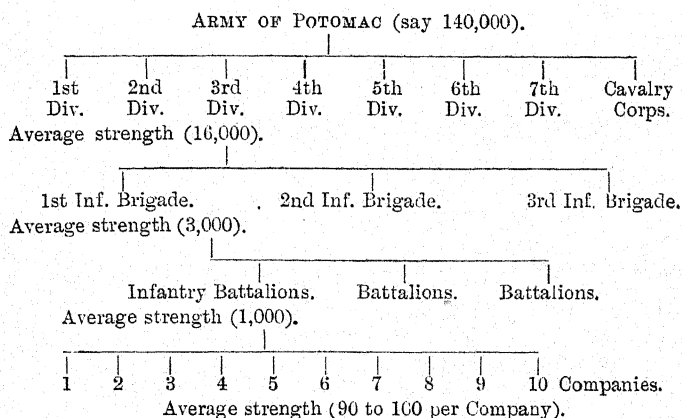 ARMY OF POTOMAC (say 140,000).
1st Div. 2nd Div. 3rd Div. 4th Div. 5th Div. 6th Div. 7th Div. Cavalry Corps.
Average strength (16,000).
1st Inf. Brigade. 2nd Inf. Brigade. 3rd Inf. Brigade.
Average strength (3,000).
Infantry Battalions. Battalions. Battalions.
Average strength (1,000).
1 2 3 4 5 6 7 8 9 10 Companies.
Average strength (90 to 100 per Company).